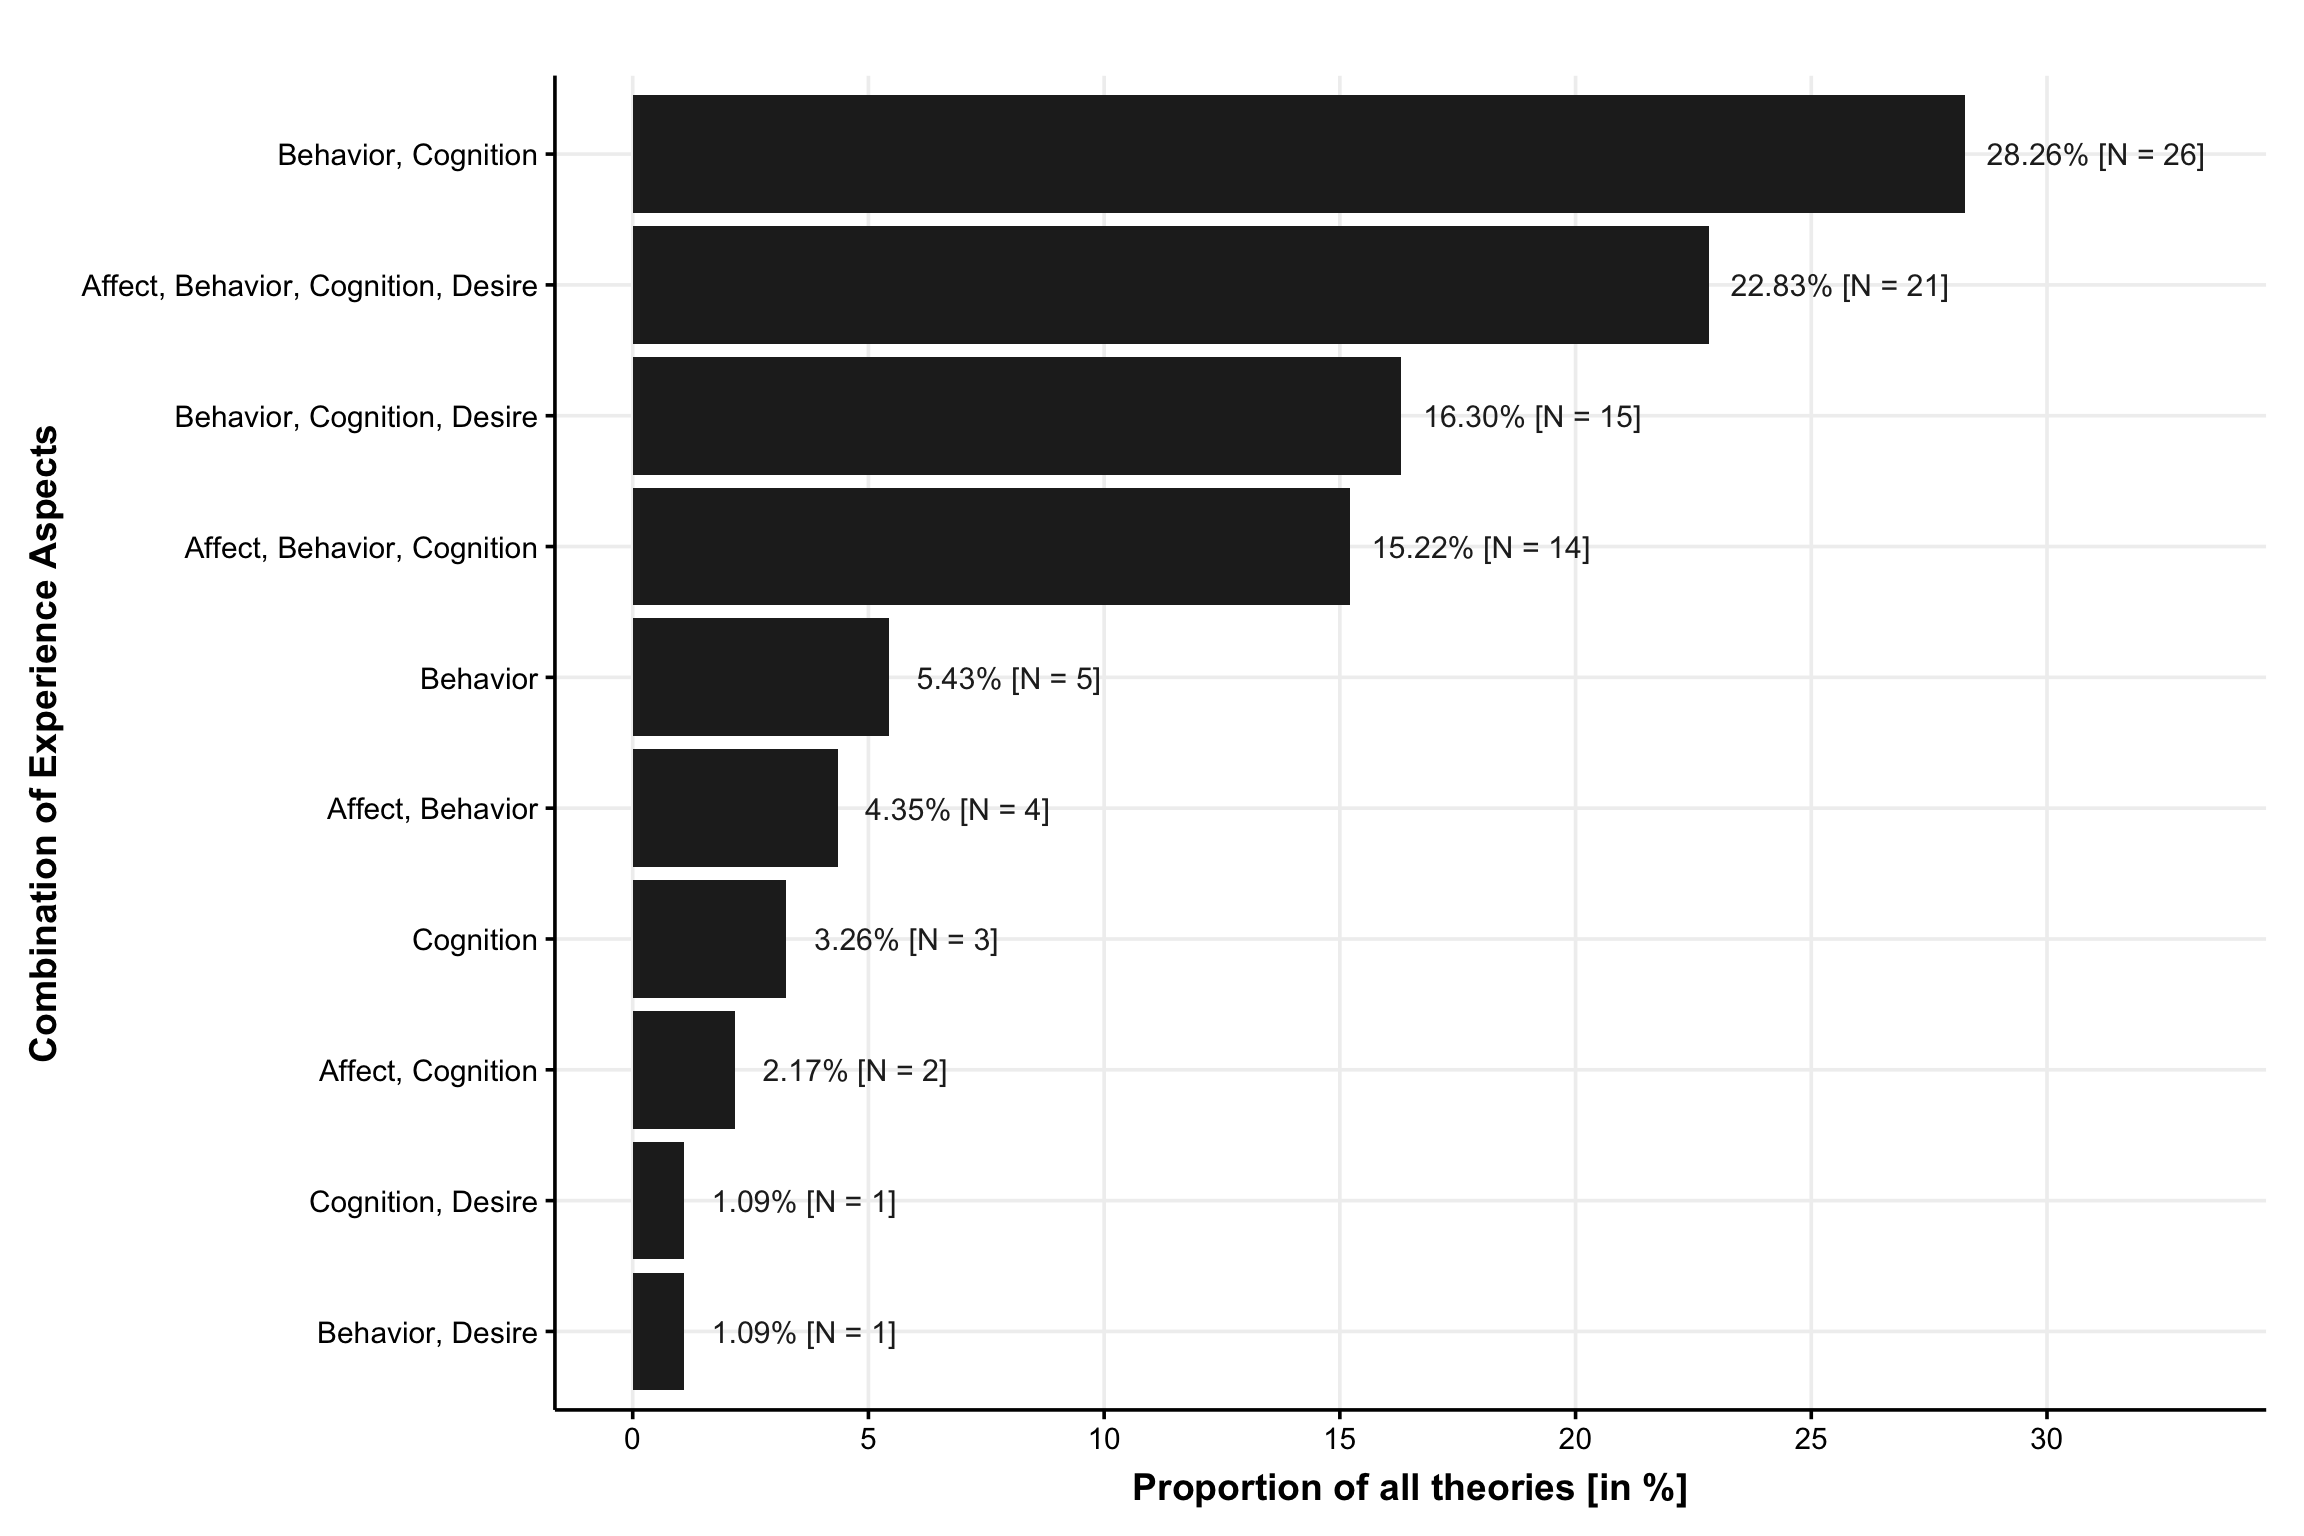 Combination of Experience Aspects
Behavior, Cognition
28.26% [N = 26]
Affect, Behavior, Cognition, Desire
22.83% [N = 21]
Behavior, Cognition, Desire
16.30% [N = 15]
Affect, Behavior, Cognition
15.22% [N = 14]
Behavior
5.43% [N = 5]
Affect, Behavior
4.35% [N = 4]
Cognition
3.26% [N = 3]
Affect, Cognition
2.17% [N = 2]
Cognition, Desire
1.09% [N = 1]
Behavior, Desire
1.09% [N = 1]
0 5 10 15 20 25 30
Proportion of all theories [in %]